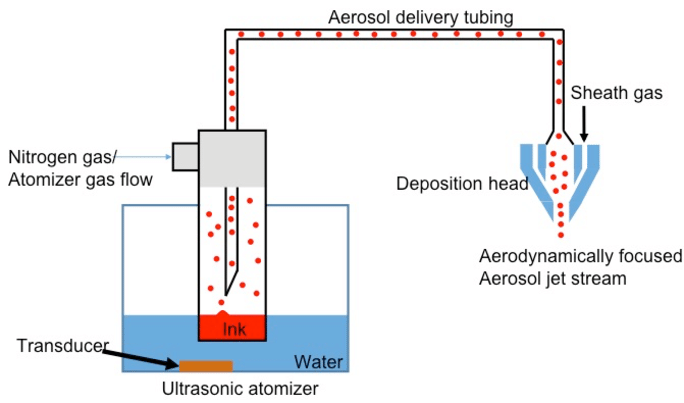 Aerosol delivery tubing
Sheath gas
Nitrogen gas/
Atomizer gas flow
Deposition head
Aerodynamically focused
Aerosol jet stream
Ink
Transducer
Water
Ultrasonic atomizer